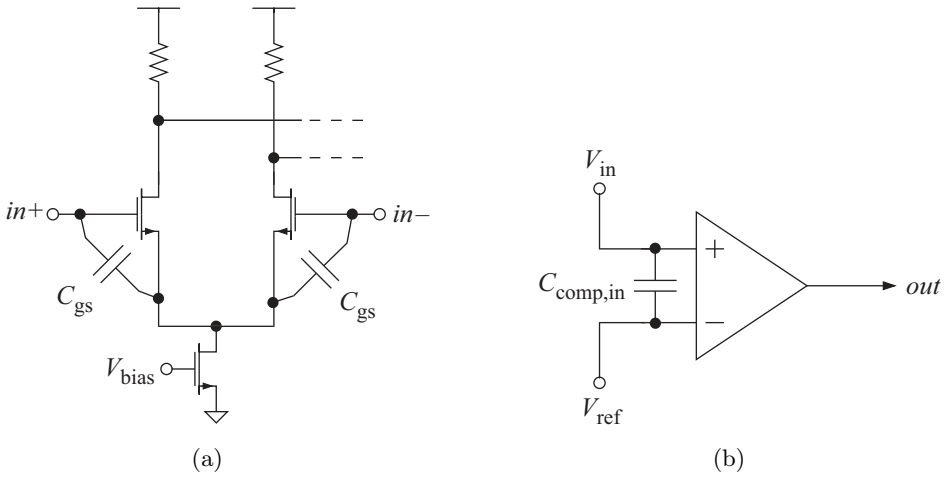 in+
in−
C_gs
C_gs
V_bias
(a)
V_in
+
C_comp,in
−
out
V_ref
(b)